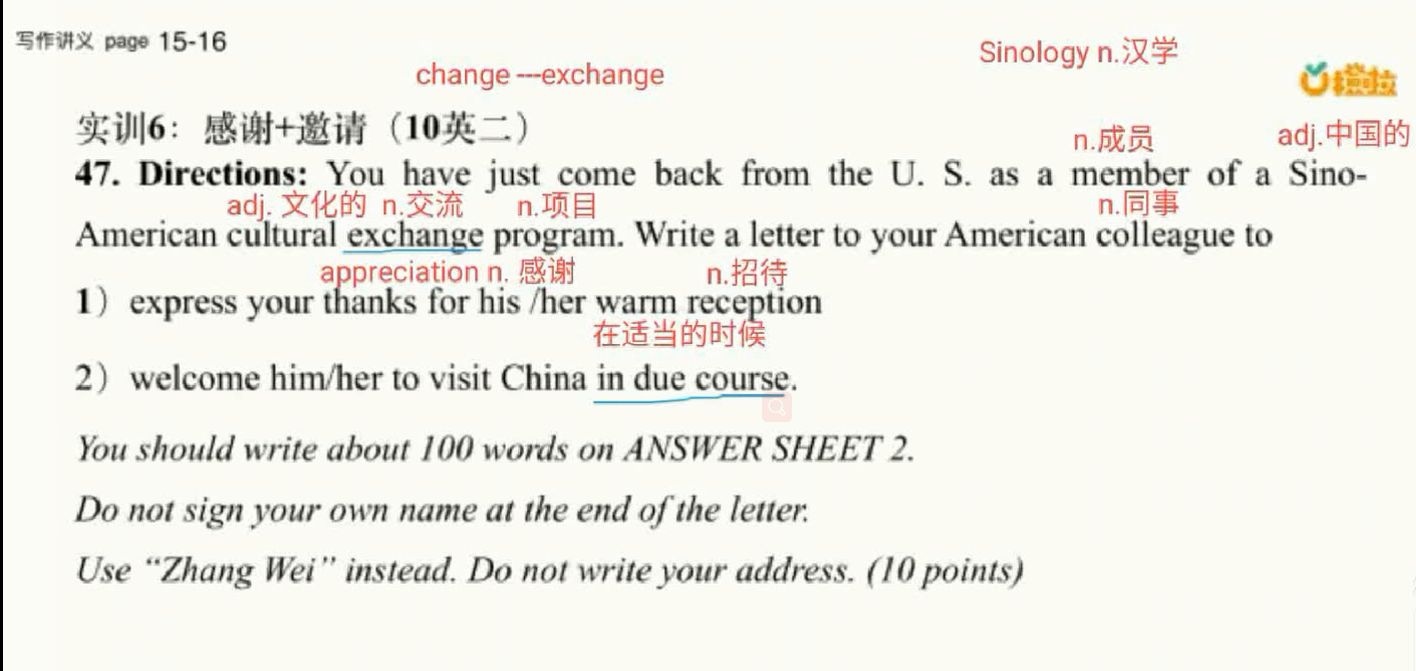 写作讲义 page 15-16
Sinology n.汉学
change ---exchange
橙啦
实训6：感谢+邀请（10英二）
n.成员
adj.中国的
47. Directions: You have just come back from the U. S. as a member of a Sino-
adj. 文化的 n.交流 n.项目 n.同事
American cultural exchange program. Write a letter to your American colleague to
appreciation n. 感谢 n.招待
1）express your thanks for his /her warm reception
在适当的时候
2）welcome him/her to visit China in due course.
You should write about 100 words on ANSWER SHEET 2.
Do not sign your own name at the end of the letter.
Use “Zhang Wei” instead. Do not write your address. (10 points)